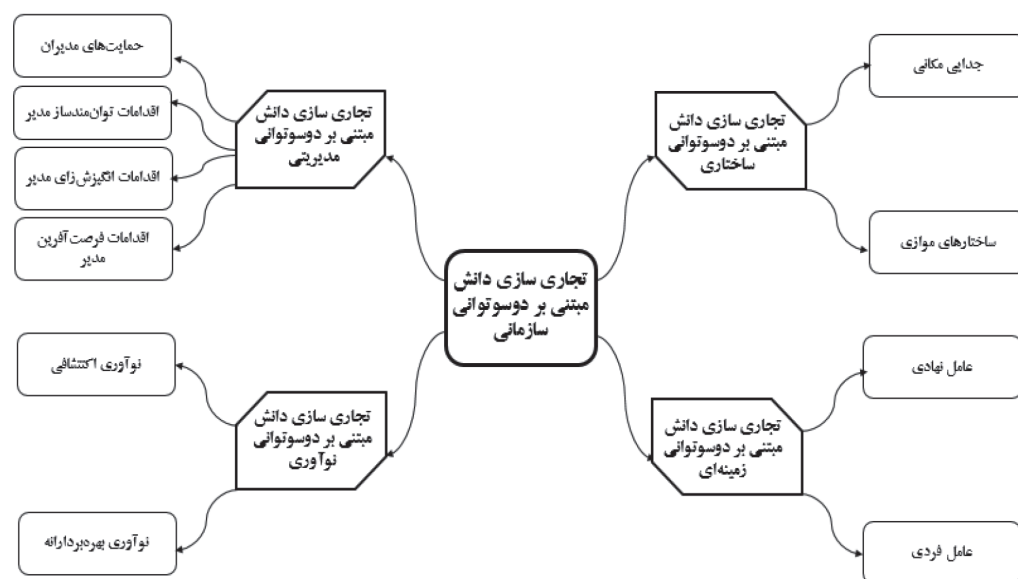 جدایی مکانی
تجاری سازی دانش
مبتنی بر دوسوتوانی
ساختاری
ساختارهای موازی
حمایت‌های مدیران
اقدامات توان‌مندساز مدیر
تجاری سازی دانش
مبتنی بر دوسوتوانی
مدیریتی
اقدامات انگیزش‌زای مدیر
اقدامات فرصت آفرین
مدیر
تجاری سازی دانش
مبتنی بر دوسوتوانی
سازمانی
عامل نهادی
تجاری سازی دانش
مبتنی بر دوسوتوانی
زمینه‌ای
عامل فردی
نوآوری اکتشافی
تجاری سازی دانش
مبتنی بر دوسوتوانی
نوآوری
نوآوری بهره‌بردارانه